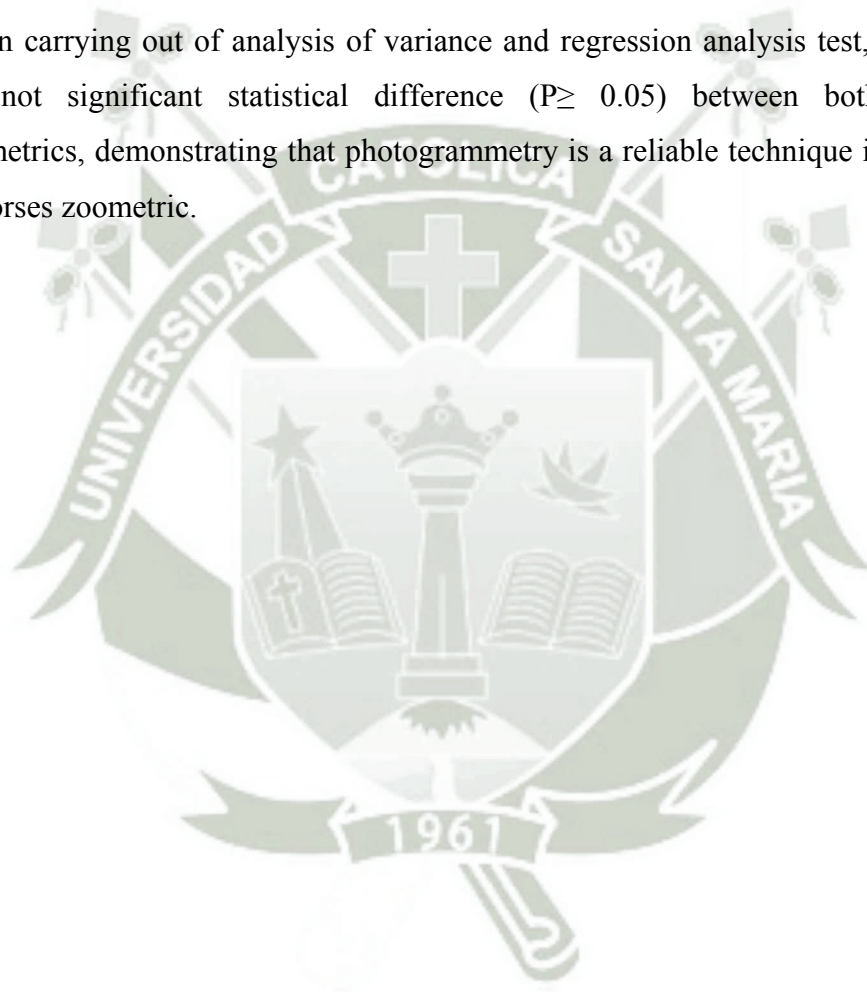 n carrying out of analysis of variance and regression analysis test,
not significant statistical difference (P≥ 0.05) between both
netrics, demonstrating that photogrammetry is a reliable technique i
orses zoometric.
CATOLICA
UNIVERSIDAD
SANTA MARIA
1961